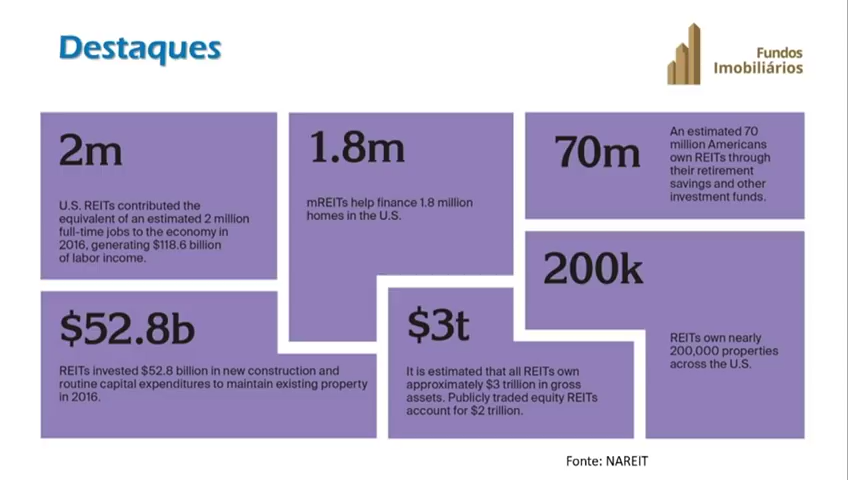 Destaques
Fundos
Imobiliários
2m
U.S. REITs contributed the
equivalent of an estimated 2 million
full-time jobs to the economy in
2016, generating $118.6 billion
of labor income.
1.8m
mREITs help finance 1.8 million
homes in the U.S.
70m
An estimated 70
million Americans
own REITs through
their retirement
savings and other
investment funds.
200k
REITs own nearly
200,000 properties
across the U.S.
$52.8b
REITs invested $52.8 billion in new construction and
routine capital expenditures to maintain existing property
in 2016.
$3t
It is estimated that all REITs own
approximately $3 trillion in gross
assets. Publicly traded equity REITs
account for $2 trillion.
Fonte: NAREIT